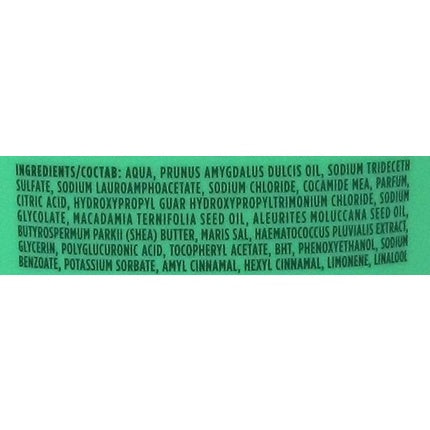 INGREDIENTS/СОСТАВ: AQUA, PRUNUS AMYGDALUS DULCIS OIL, SODIUM TRIDECETH
SULFATE, SODIUM LAUROAMPHOACETATE, SODIUM CHLORIDE, COCAMIDE MEA, PARFUM,
CITRIC ACID, HYDROXYPROPYL GUAR HYDROXYPROPYLTRIMONIUM CHLORIDE, SODIUM
GLYCOLATE, MACADAMIA TERNIFOLIA SEED OIL, ALEURITES MOLUCCANA SEED OIL,
BUTYROSPERMUM PARKII (SHEA) BUTTER, MARIS SAL, HAEMATOCOCCUS PLUVIALIS EXTRACT,
GLYCERIN, POLYGLUCURONIC ACID, TOCOPHERYL ACETATE, BHT, PHENOXYETHANOL, SODIUM
BENZOATE, POTASSIUM SORBATE, AMYL CINNAMAL, HEXYL CINNAMAL, LIMONENE, LINALOOL